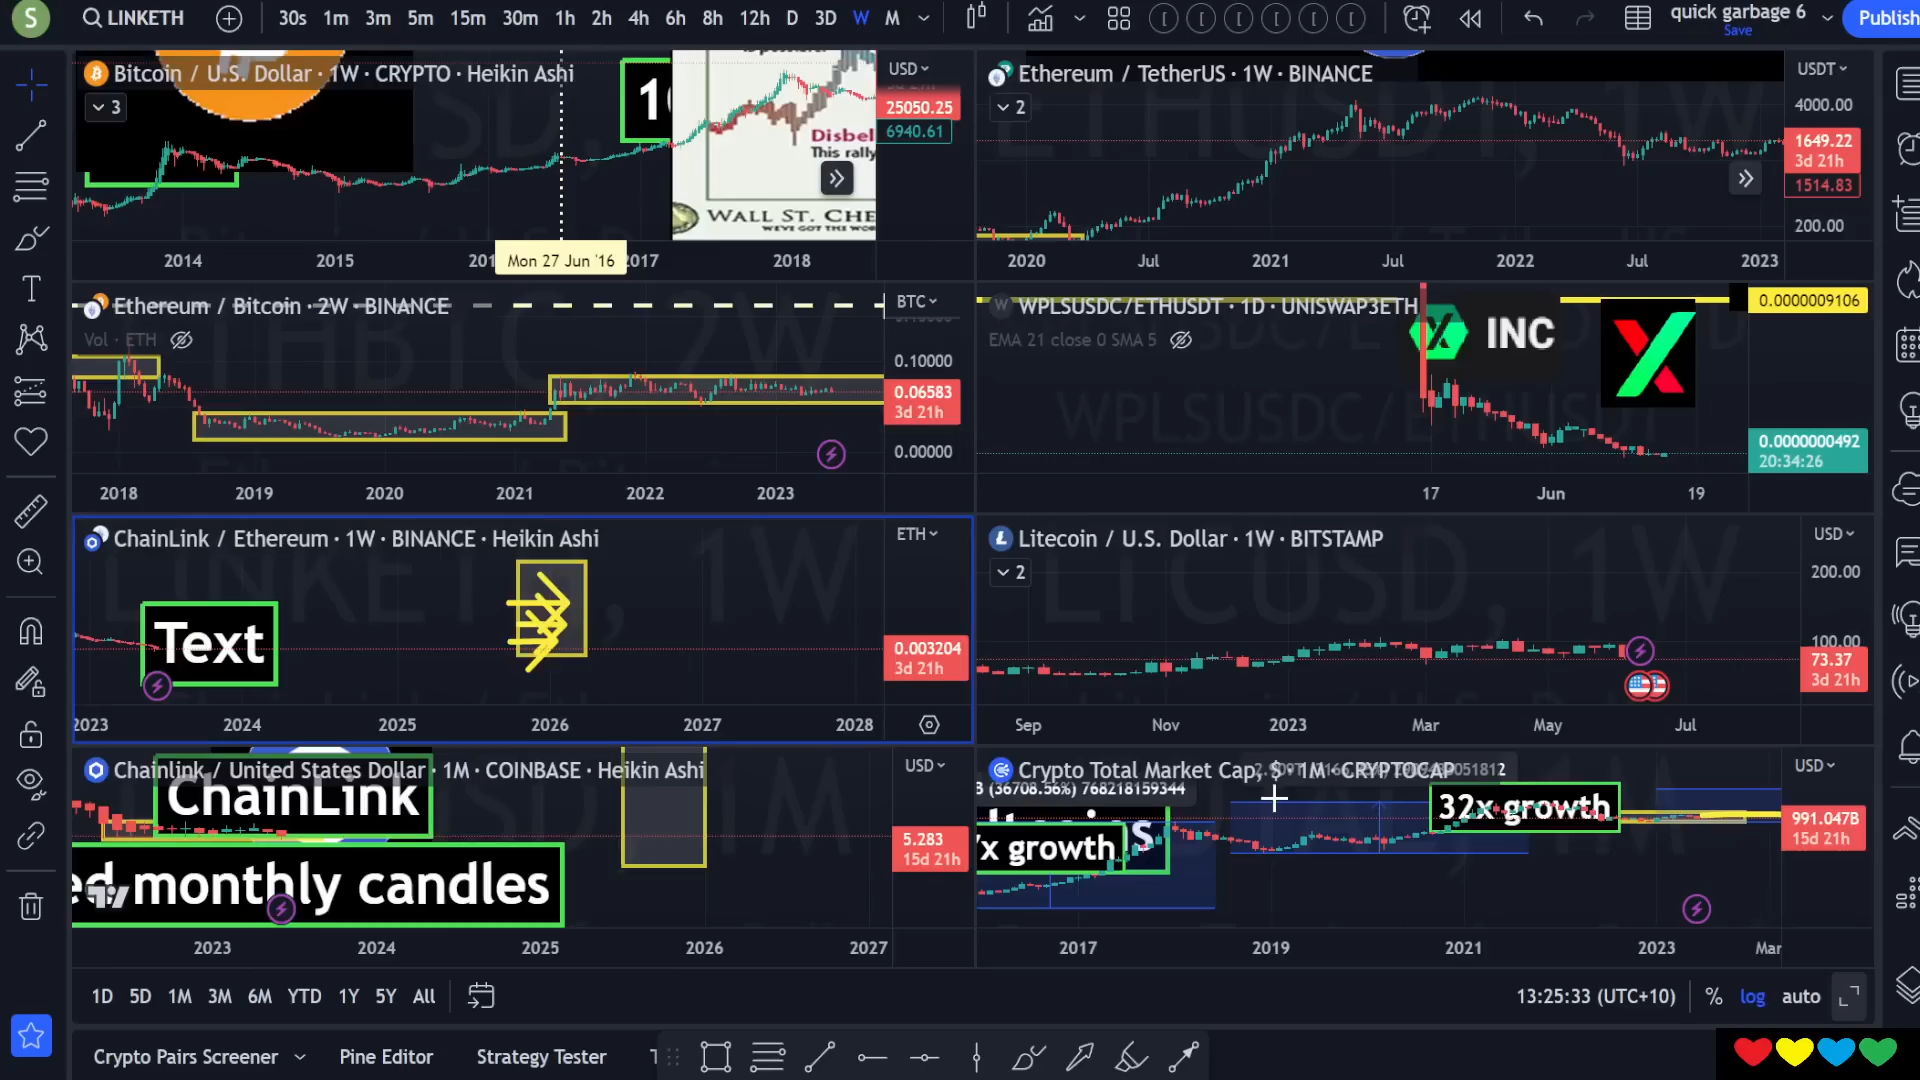 S
LINKETH
30s 1m 3m 5m 15m 30m 1h 2h 4h 6h 8h 12h D 3D W M
quick garbage 6
Save
Publish
Bitcoin / U.S. Dollar · 1W · CRYPTO · Heikin Ashi
3
USD
25050.25
6940.61
Disbel
This rally
WALL ST. CHE
WE'VE GOT THE WOR
2014 2015 2017 2018
Mon 27 Jun '16
Ethereum / TetherUS · 1W · BINANCE
2
USDT
4000.00
1649.22
3d 21h
1514.83
200.00
2020 Jul 2021 Jul 2022 Jul 2023
Ethereum / Bitcoin · 2W · BINANCE
Vol · ETH
BTC
0.10000
0.06583
3d 21h
0.00000
2018 2019 2020 2021 2022 2023
WPLSUSDC/ETHUSDT · 1D · UNISWAP3ETH
EMA 21 close 0 SMA 5
INC
0.0000009106
0.0000000492
20:34:26
17 Jun 19
ChainLink / Ethereum · 1W · BINANCE · Heikin Ashi
ETH
Text
0.003204
3d 21h
2023 2024 2025 2026 2027 2028
Litecoin / U.S. Dollar · 1W · BITSTAMP
2
USD
200.00
100.00
73.37
3d 21h
Sep Nov 2023 Mar May Jul
Chainlink / United States Dollar · 1M · COINBASE · Heikin Ashi
USD
ChainLink
5.283
15d 21h
ed monthly candles
2023 2024 2025 2026 2027
Crypto Total Market Cap, $ · 1M · CRYPTOCAP
USD
B (36708.56%) 768218159344
32x growth
x growth
991.047B
15d 21h
2017 2019 2021 2023 Mar
1D 5D 1M 3M 6M YTD 1Y 5Y All
13:25:33 (UTC+10) % log auto
Crypto Pairs Screener Pine Editor Strategy Tester